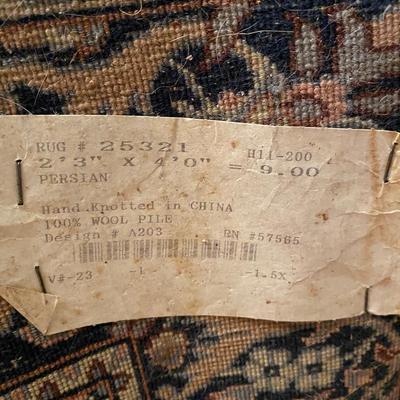 RUG # 25321 H11-200
2'3" X 4'0" = 9.00
PERSIAN
Hand.Knotted in CHINA
100% WOOL PILE
Design # A203 RN #57565
V#-23 -1 -1.5X